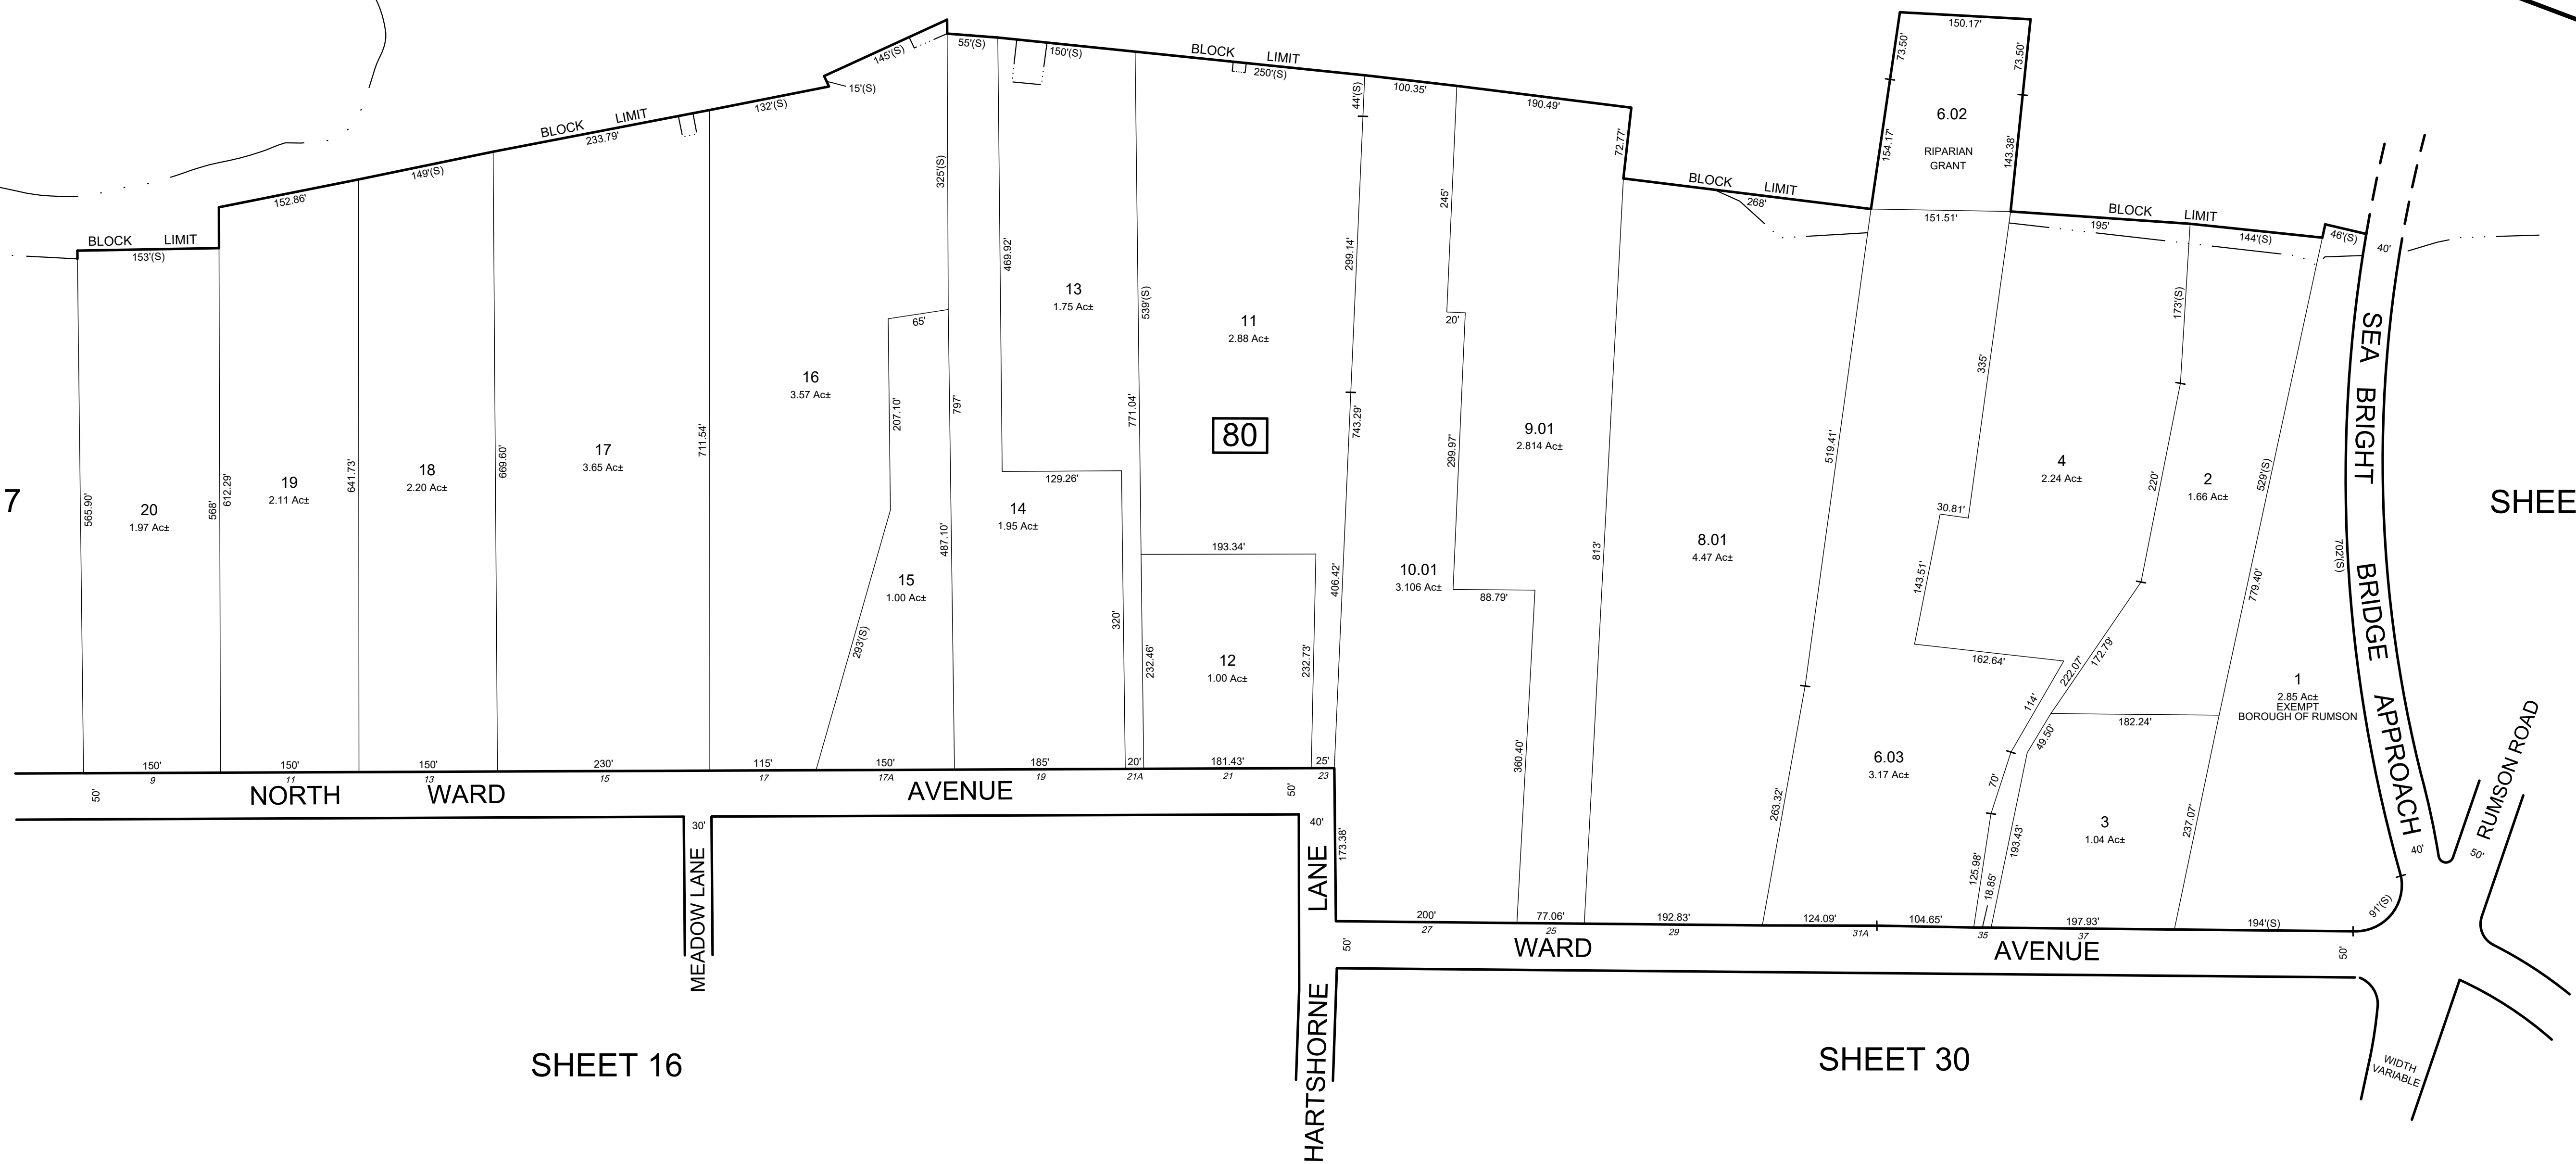 150.17'
73.50'
73.50'
6.02
RIPARIAN
GRANT
154.17'
143.38'
151.51'
145'(S)
15'(S)
55'(S)
150'(S)
BLOCK LIMIT
250'(S)
44'(S)
100.35'
190.49'
72.77'
BLOCK LIMIT
268'
BLOCK LIMIT
195'
144'(S)
46'(S)
40'
132'(S)
BLOCK LIMIT
233.79'
149'(S)
152.86'
BLOCK LIMIT
153'(S)
7
565.90'
20
1.97 Ac±
568'
612.29'
19
2.11 Ac±
641.73'
18
2.20 Ac±
669.60'
17
3.65 Ac±
711.54'
16
3.57 Ac±
325'(S)
65'
207.10'
797'
487.10'
293'(S)
15
1.00 Ac±
469.92'
13
1.75 Ac±
129.26'
14
1.95 Ac±
320'
539'(S)
771.04'
11
2.88 Ac±
80
193.34'
232.46'
12
1.00 Ac±
232.73'
299.14'
743.29'
406.42'
245'
20'
299.97'
10.01
3.106 Ac±
88.79'
360.40'
9.01
2.814 Ac±
813'
8.01
4.47 Ac±
519.41'
263.32'
335'
30.81'
143.51'
162.64'
114'
70'
125.98'
18.85'
6.03
3.17 Ac±
4
2.24 Ac±
173'(S)
220'
222.07'
172.79'
49.50'
193.43'
2
1.66 Ac±
182.24'
3
1.04 Ac±
529'(S)
779.40'
237.07'
1
2.85 Ac±
EXEMPT
BOROUGH OF RUMSON
702'(S)
SEA BRIGHT BRIDGE APPROACH
SHEE
RUMSON ROAD
40'
50'
91'(S)
150'
150'
150'
230'
115'
150'
185'
20'
181.43'
25'
9
11
13
15
17
17A
19
21A
21
23
50'
NORTH WARD AVENUE
50'
30'
MEADOW LANE
40'
173.38'
HARTSHORNE LANE
200'
77.06'
192.83'
124.09'
104.65'
197.93'
194'(S)
27
25
29
31A
35
37
50'
WARD AVENUE
50'
SHEET 16
SHEET 30
WIDTH
VARIABLE